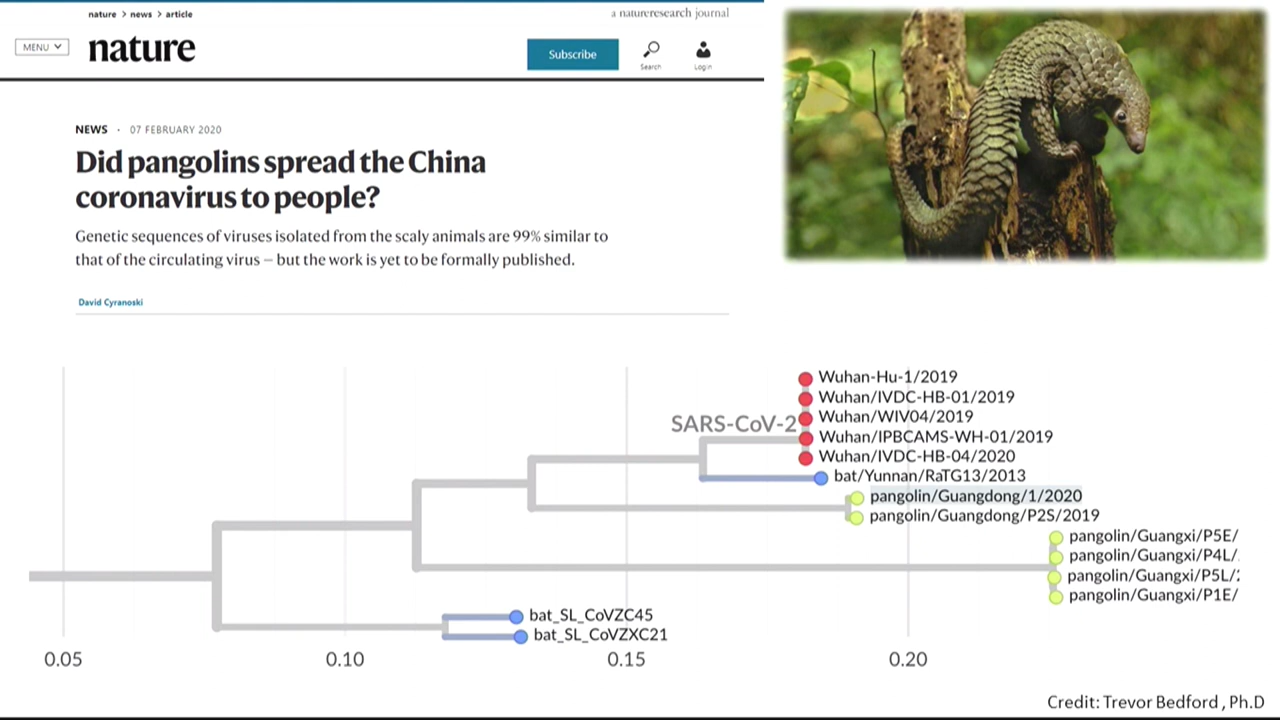 nature > news > article
a natureresearch journal
MENU
nature
Subscribe
Search
Login
NEWS · 07 FEBRUARY 2020
Did pangolins spread the China
coronavirus to people?
Genetic sequences of viruses isolated from the scaly animals are 99% similar to
that of the circulating virus — but the work is yet to be formally published.
David Cyranoski
Wuhan-Hu-1/2019
Wuhan/IVDC-HB-01/2019
Wuhan/WIV04/2019
SARS-CoV-2
Wuhan/IPBCAMS-WH-01/2019
Wuhan/IVDC-HB-04/2020
bat/Yunnan/RaTG13/2013
pangolin/Guangdong/1/2020
pangolin/Guangdong/P2S/2019
pangolin/Guangxi/P5E/
pangolin/Guangxi/P4L/
pangolin/Guangxi/P5L/
pangolin/Guangxi/P1E/
bat_SL_CoVZC45
bat_SL_CoVZXC21
0.05 0.10 0.15 0.20
Credit: Trevor Bedford , Ph.D